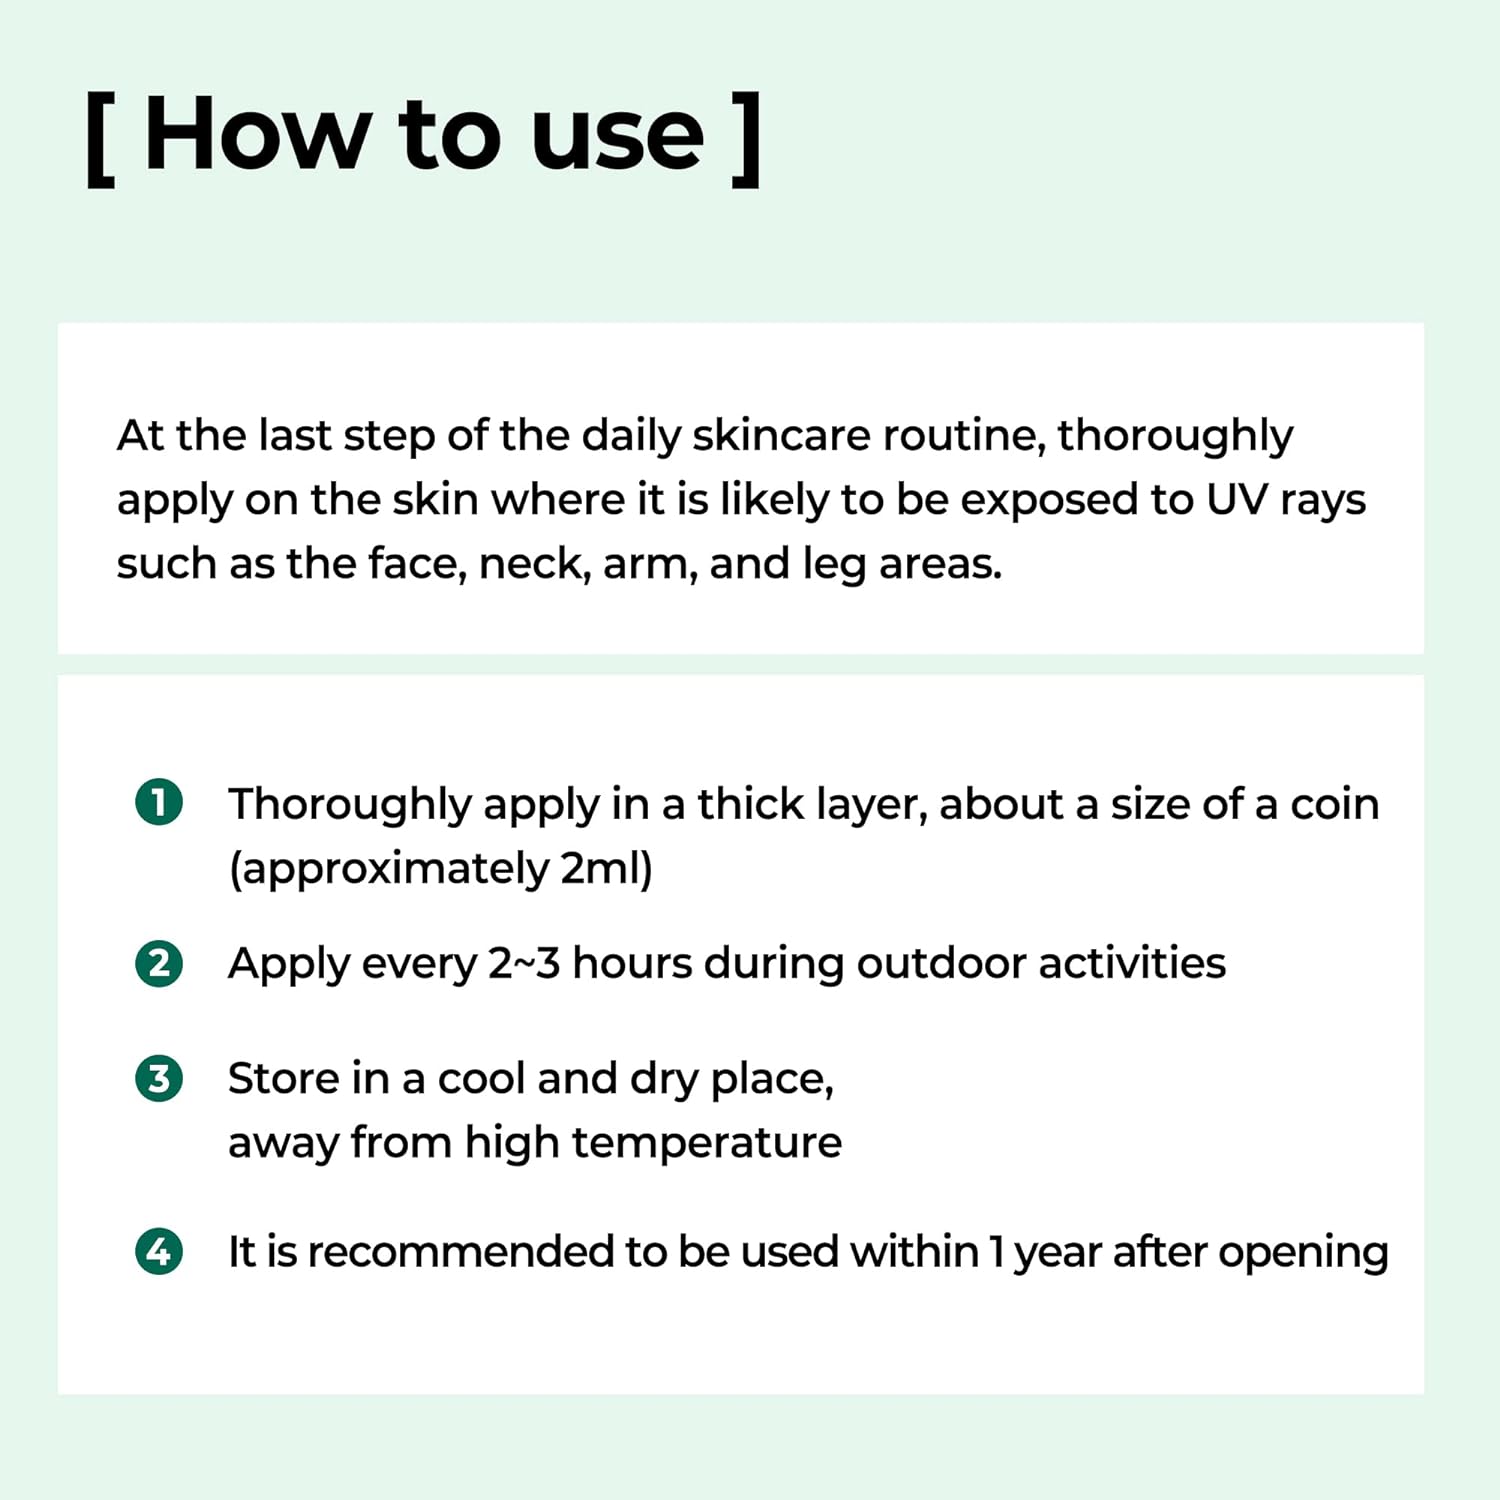 [ How to use ]
At the last step of the daily skincare routine, thoroughly
apply on the skin where it is likely to be exposed to UV rays
such as the face, neck, arm, and leg areas.
1 Thoroughly apply in a thick layer, about a size of a coin
(approximately 2ml)
2 Apply every 2~3 hours during outdoor activities
3 Store in a cool and dry place,
away from high temperature
4 It is recommended to be used within 1 year after opening